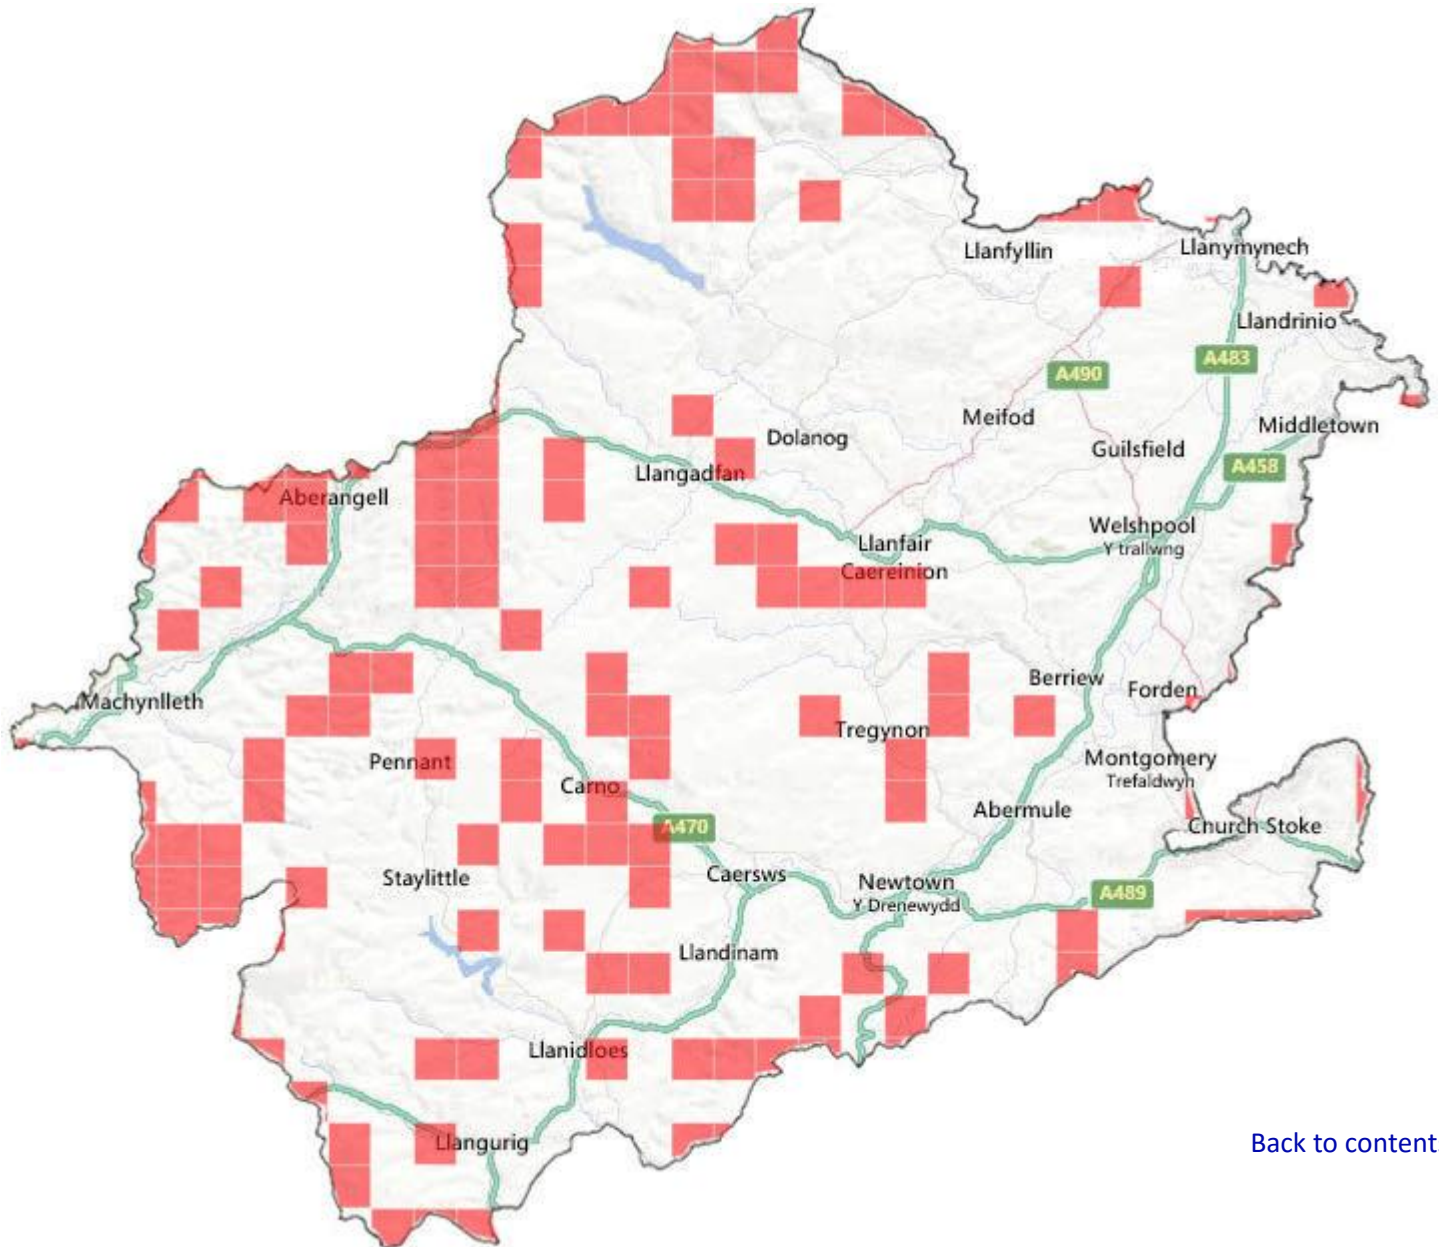 Llanfyllin
Llanymynech
Llandrinio
A483
A490
Meifod
Middletown
Dolanog
Guilsfield
A458
Llangadfan
Aberangell
Welshpool
Y trallwng
Llanfair
Caereinion
Berriew
Forden
Machynlleth
Tregynon
Pennant
Montgomery
Trefaldwyn
Carno
Abermule
A470
Church Stoke
Caersws
Staylittle
Newtown
Y Drenewydd
A489
Llandinam
Llanidloes
Llangurig
Back to content